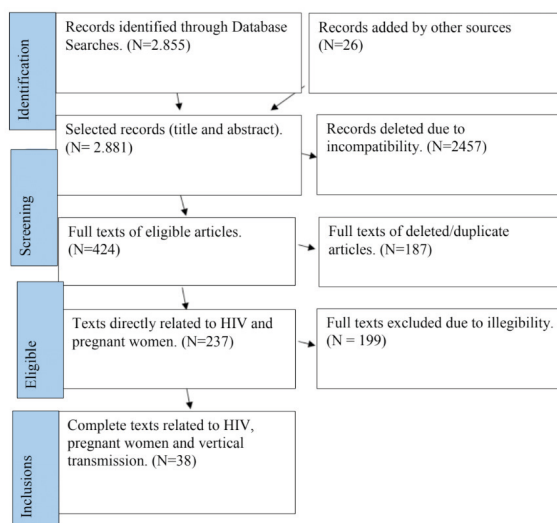 Identification
Records identified through Database
Searches. (N=2.855)
Records added by other sources
(N=26)
Selected records (title and abstract).
(N= 2.881)
Records deleted due to
incompatibility. (N=2457)
Screening
Full texts of eligible articles.
(N=424)
Full texts of deleted/duplicate
articles. (N=187)
Eligible
Texts directly related to HIV and
pregnant women. (N=237)
Full texts excluded due to illegibility.
(N = 199)
Inclusions
Complete texts related to HIV,
pregnant women and vertical
transmission. (N=38)